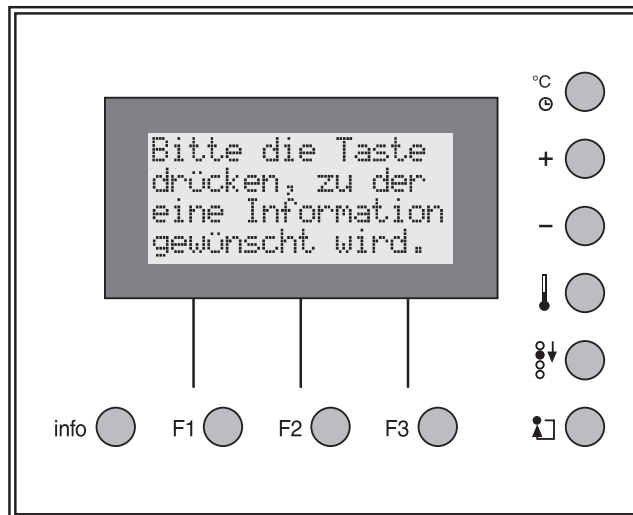 Bitte die Taste
drücken, zu der
eine Information
gewünscht wird.
°C
+
−
info
F1
F2
F3